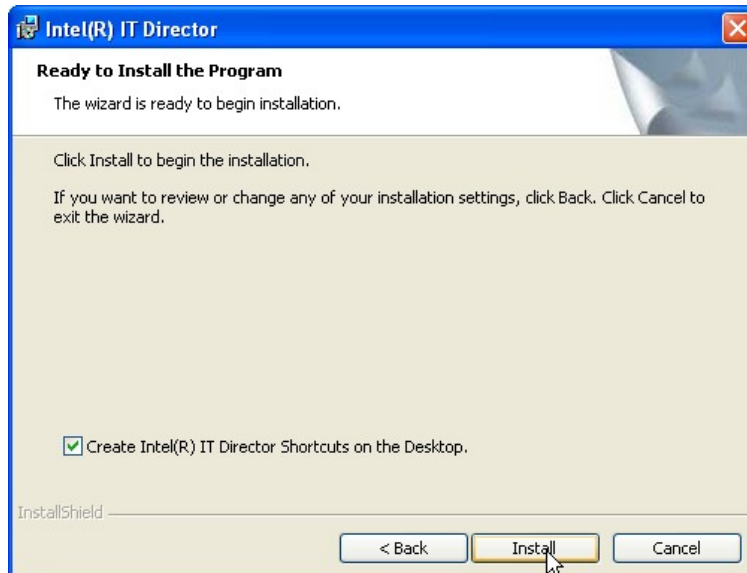 Intel(R) IT Director
Ready to Install the Program
The wizard is ready to begin installation.
Click Install to begin the installation.
If you want to review or change any of your installation settings, click Back. Click Cancel to
exit the wizard.
Create Intel(R) IT Director Shortcuts on the Desktop.
InstallShield
< Back
Install
Cancel